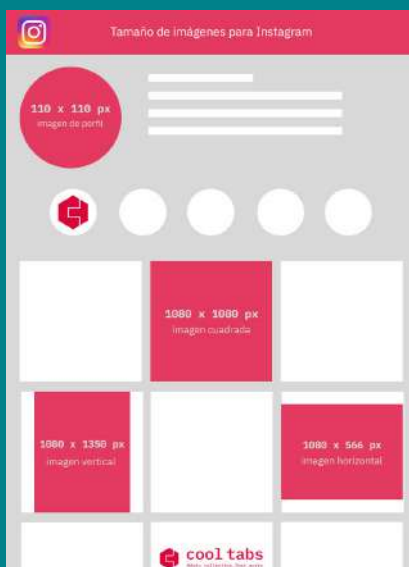 Tamaño de imágenes para Instagram
110 x 110 px
imagen de perfil
1080 x 1080 px
imagen cuadrada
1080 x 1350 px
imagen vertical
1080 x 566 px
imagen horizontal
cool tabs